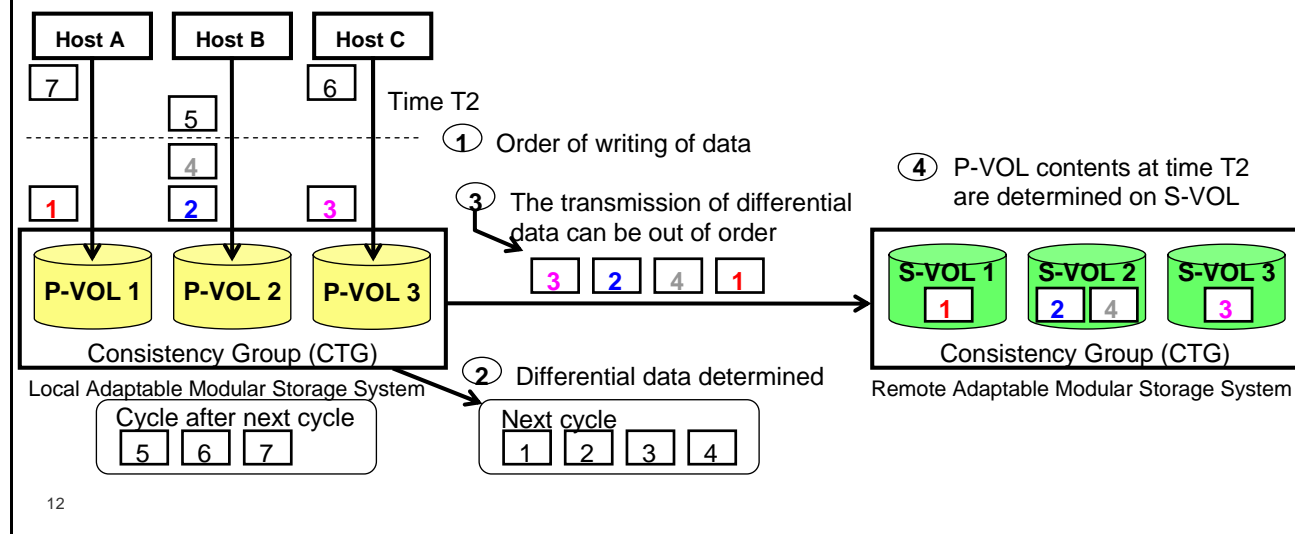 Host A Host B Host C
7 6
Time T2
5
1 Order of writing of data
4
4 P-VOL contents at time T2
are determined on S-VOL
1 2 3
3 The transmission of differential
data can be out of order
3 2 4 1
P-VOL 1 P-VOL 2 P-VOL 3
S-VOL 1 S-VOL 2 S-VOL 3
1 2 4 3
Consistency Group (CTG)
Consistency Group (CTG)
Local Adaptable Modular Storage System
2 Differential data determined
Remote Adaptable Modular Storage System
Cycle after next cycle
5 6 7
Next cycle
1 2 3 4
12